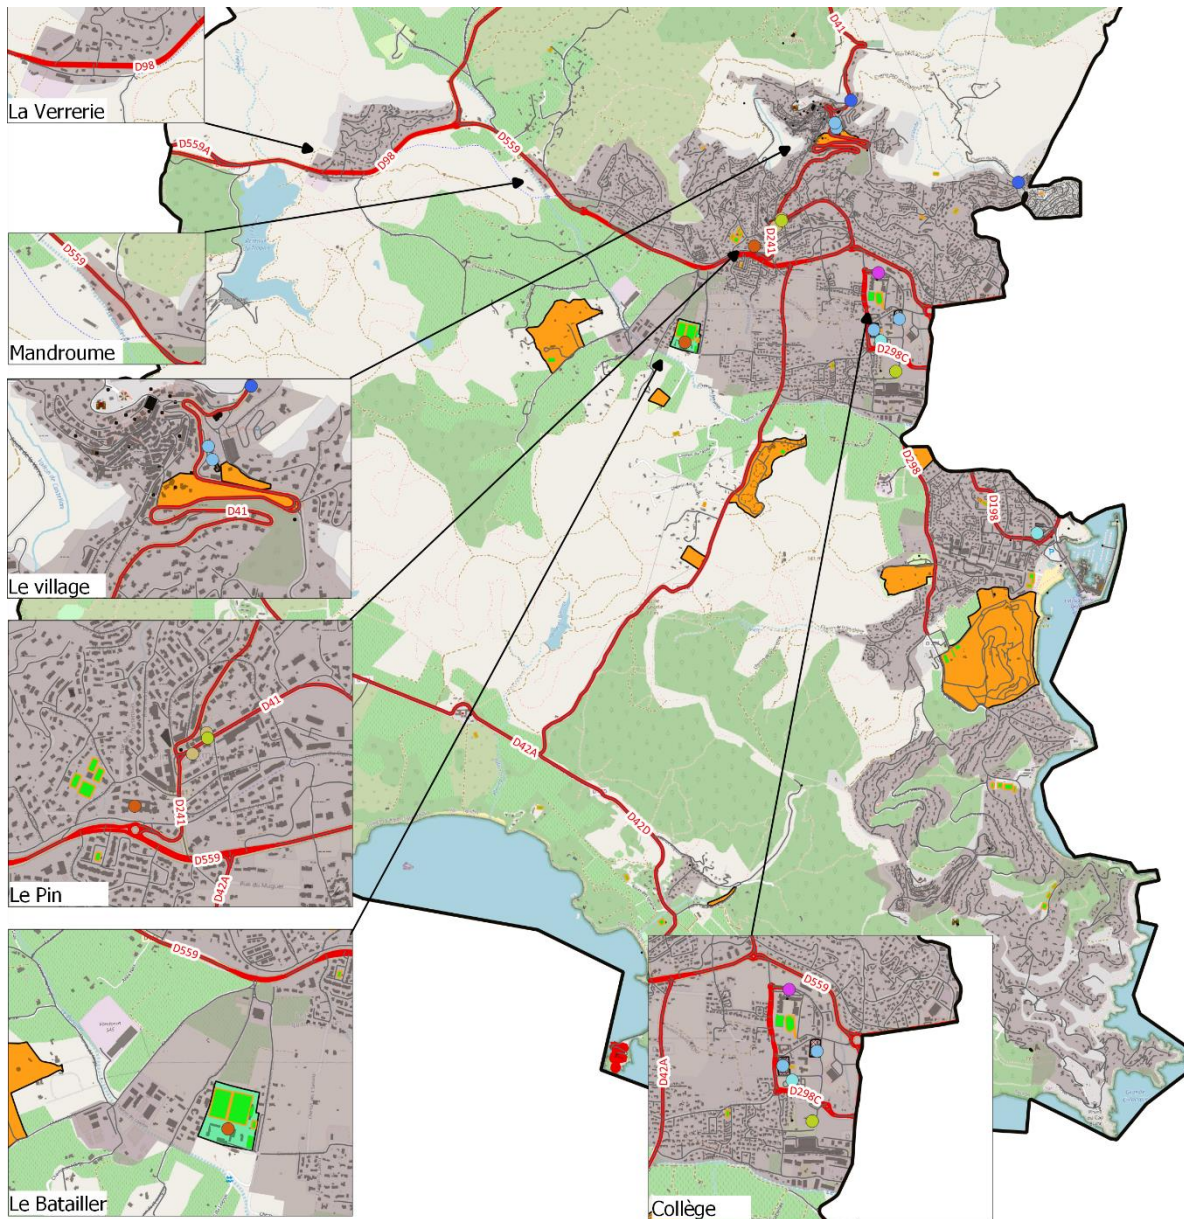 D98
La Verrerie
D559
Mandroume
D41
Le village
D41
D241
D559
D42A
Le Pin
D559
Le Batailler
D559
D42A
D298C
Collège
D41
D559A
D98
D559
D241
D298C
D298
D198
D42A
D42D